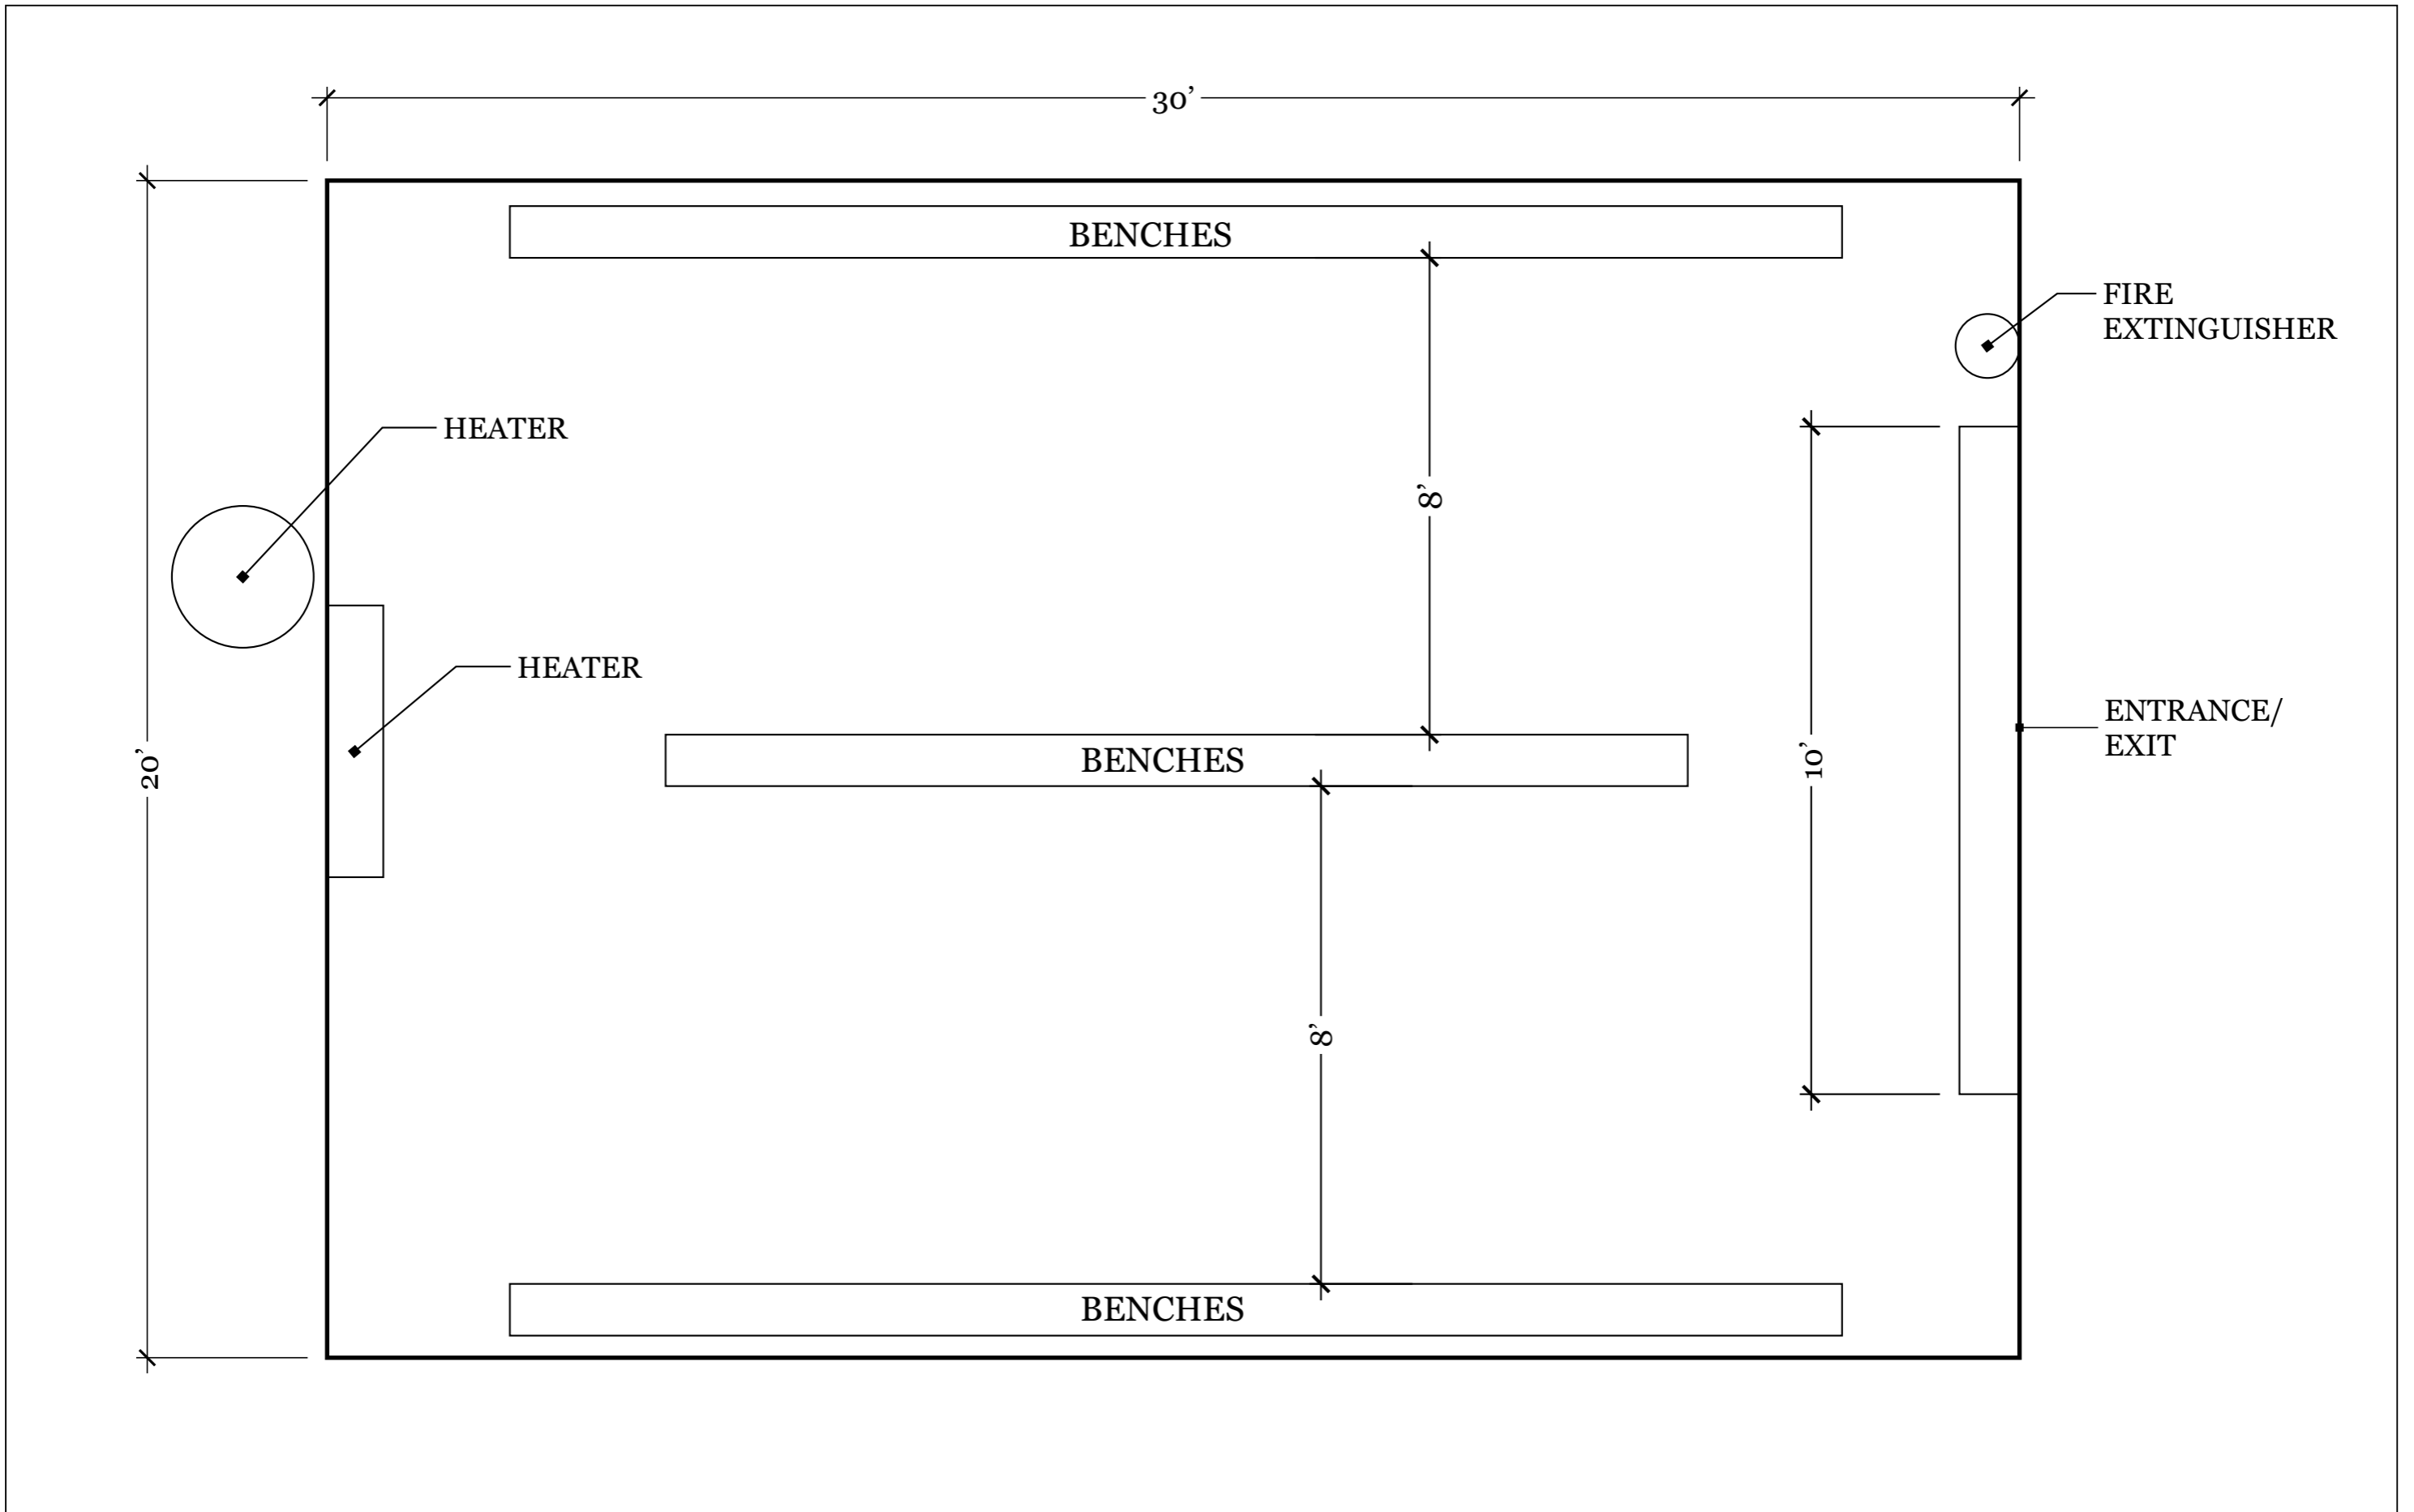 30’
BENCHES
FIRE
EXTINGUISHER
HEATER
8’
HEATER
ENTRANCE/
EXIT
20’
BENCHES
10’
8’
BENCHES